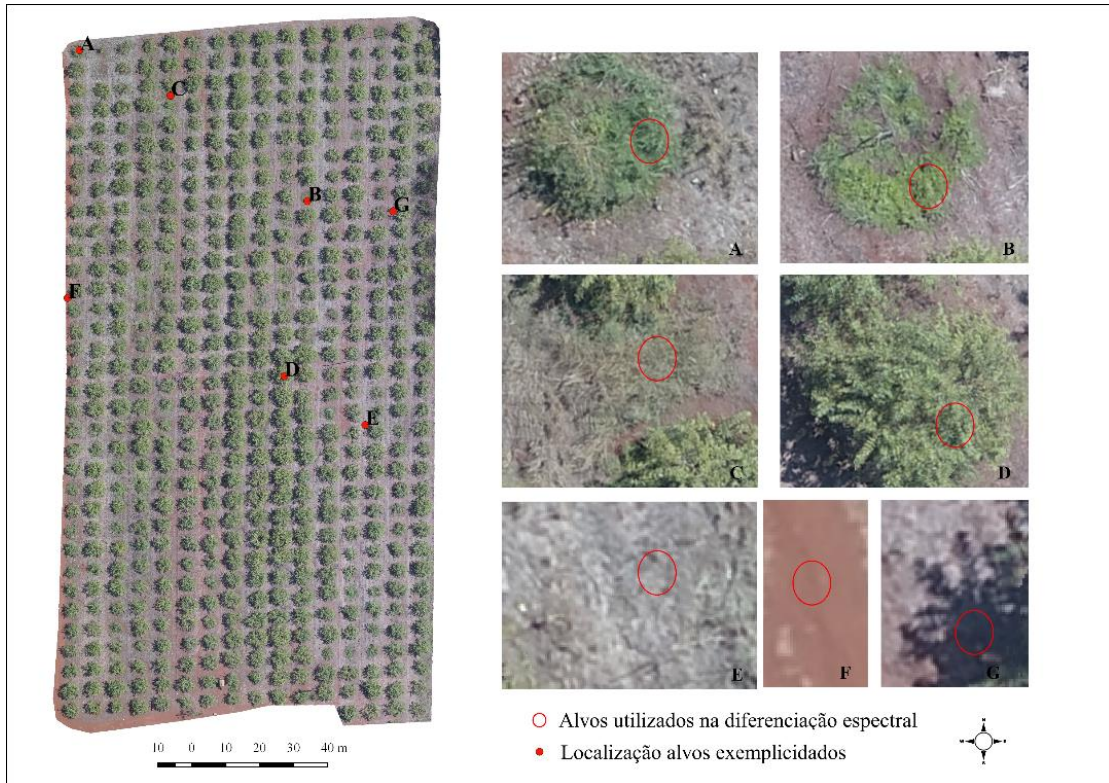 A
C
B
G
F
D
E
10 0 10 20 30 40 m
A
B
C
D
E
F
G
Alvos utilizados na diferenciação espectral
Localização alvos exemplicidados